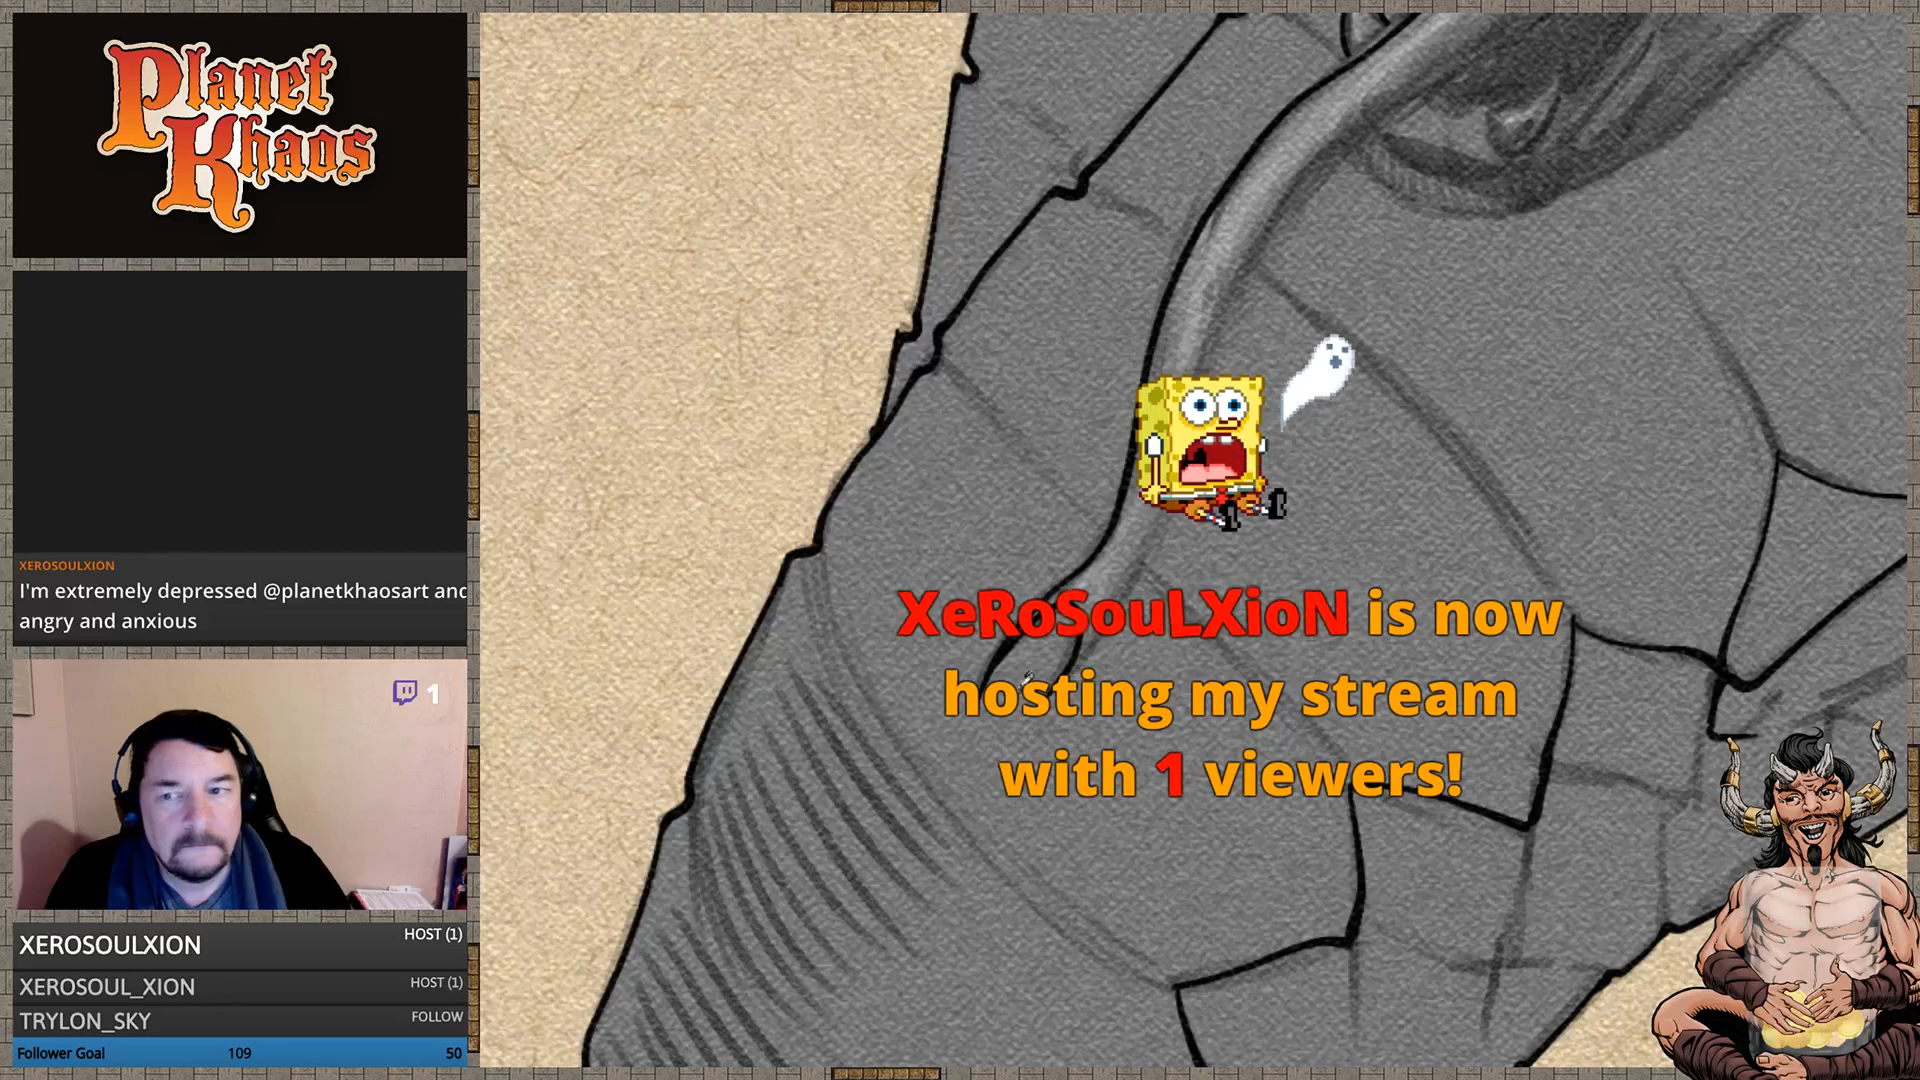 Planet
Khaos
XEROSOULXION
I'm extremely depressed @planetkhaosart and
angry and anxious
1
XeRoSouLXioN is now
hosting my stream
with 1 viewers!
XEROSOULXION HOST (1)
XEROSOUL_XION HOST (1)
TRYLON_SKY FOLLOW
Follower Goal 109 50